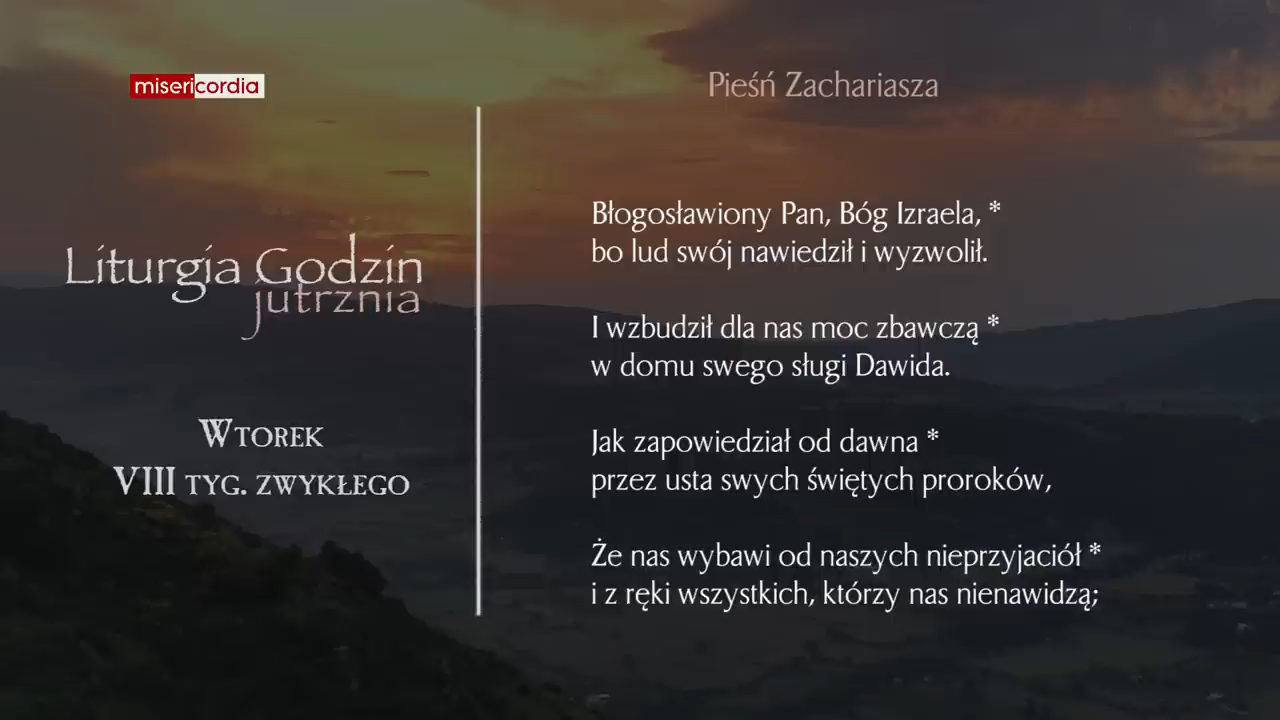 misericordia
Liturgia Godzin
jutrznia
Wtorek
VIII tyg. zwykłego
Pieśń Zachariasza
Błogosławiony Pan, Bóg Izraela, *
bo lud swój nawiedził i wyzwolił.
I wzbudził dla nas moc zbawczą *
w domu swego sługi Dawida.
Jak zapowiedział od dawna *
przez usta swych świętych proroków,
Że nas wybawi od naszych nieprzyjaciół *
i z ręki wszystkich, którzy nas nienawidzą;